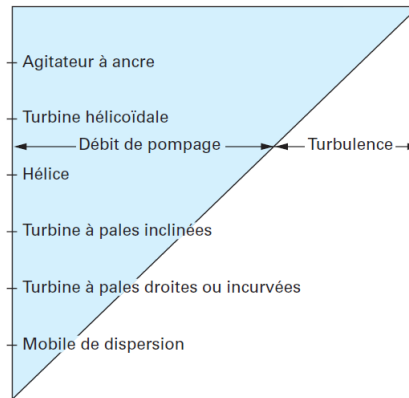 Agitateur à ancre
Turbine hélicoïdale
Débit de pompage
Turbulence
Hélice
Turbine à pales inclinées
Turbine à pales droites ou incurvées
Mobile de dispersion